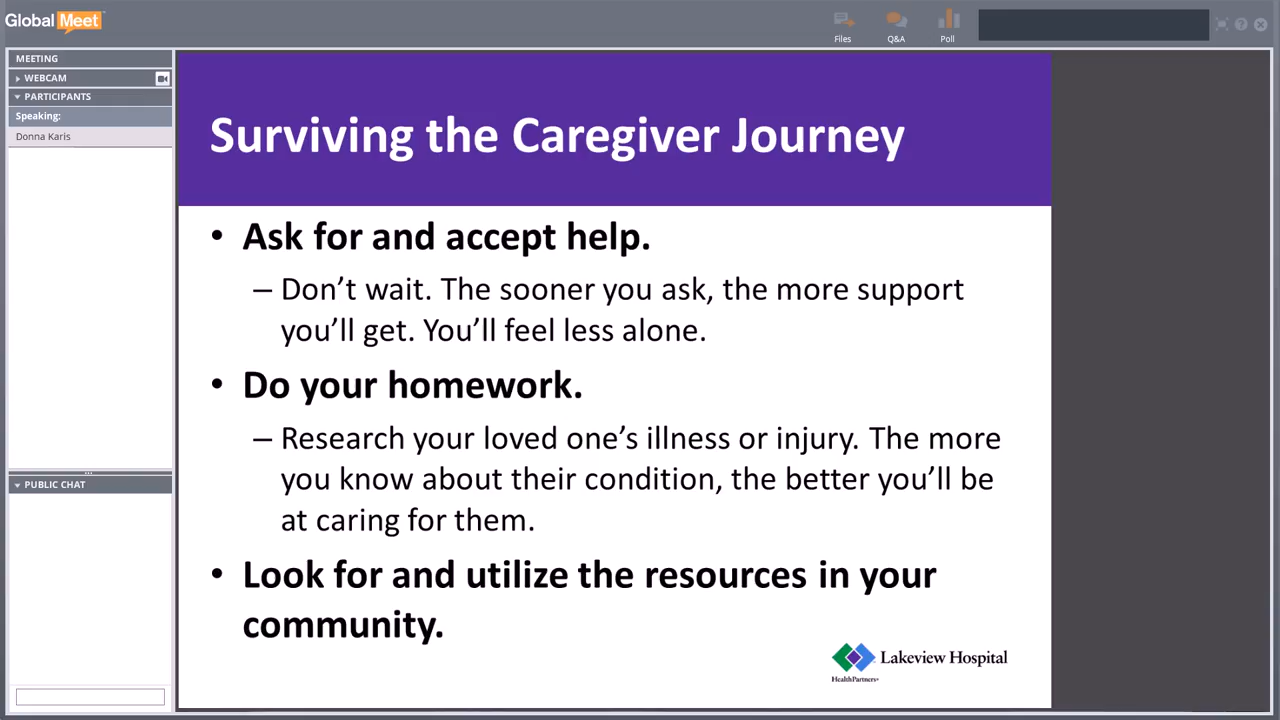 GlobalMeet
Files
Q&A
Poll
MEETING
WEBCAM
PARTICIPANTS
Speaking:
Donna Karis
PUBLIC CHAT
Surviving the Caregiver Journey
• Ask for and accept help.
– Don’t wait. The sooner you ask, the more support
you’ll get. You’ll feel less alone.
• Do your homework.
– Research your loved one’s illness or injury. The more
you know about their condition, the better you’ll be
at caring for them.
• Look for and utilize the resources in your
community.
Lakeview Hospital
HealthPartners